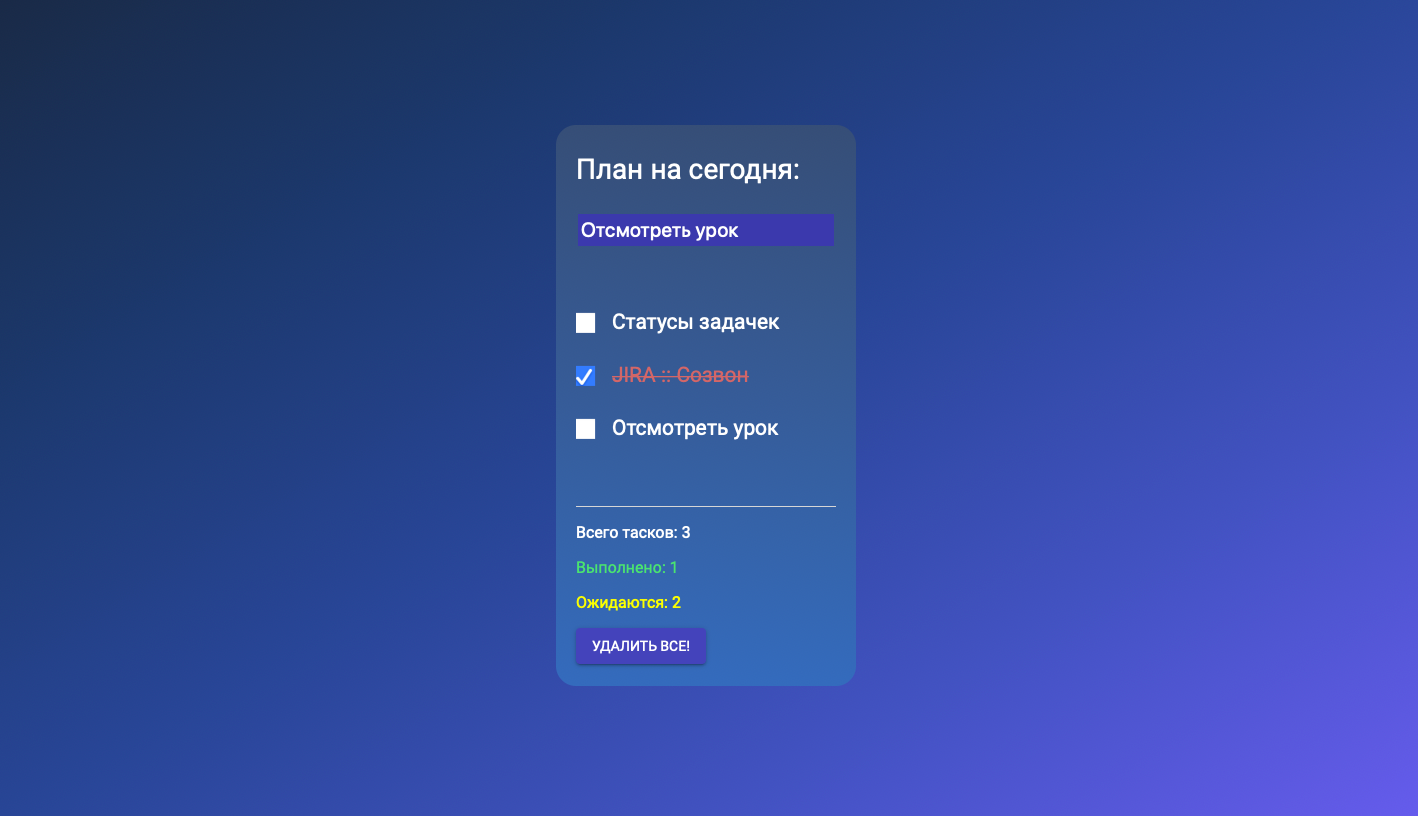 План на сегодня:
Отсмотреть урок
Статусы задачек
JIRA :: Созвон
Отсмотреть урок
Всего тасков: 3
Выполнено: 1
Ожидаются: 2
УДАЛИТЬ ВСЕ!